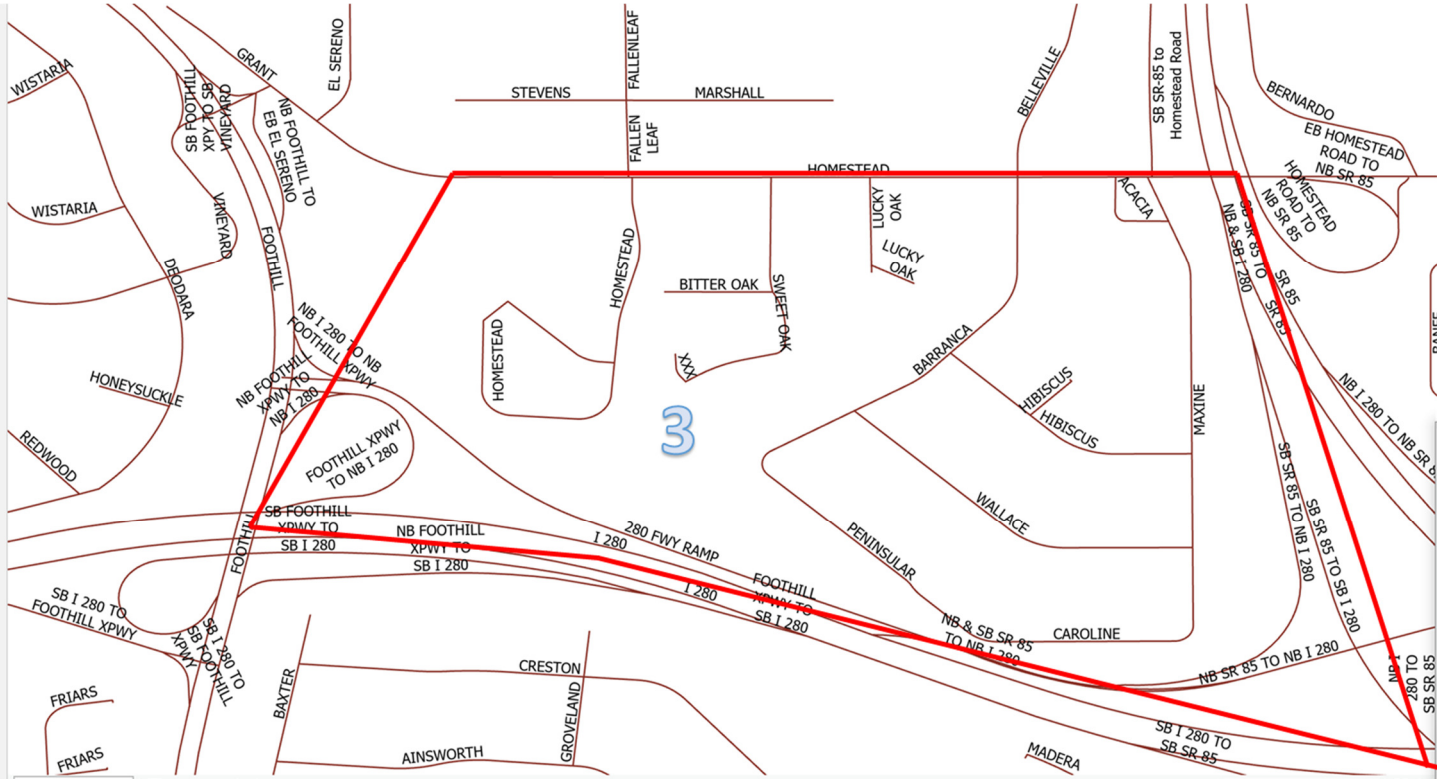 WISTARIA
GRANT
EL SERENO
FALLENLEAF
STEVENS
MARSHALL
BELLEVILLE
SB SR-85 to
Homestead Road
BERNARDO
SB FOOTHILL
XPY TO SB
VINEYARD
NB FOOTHILL TO
EB EL SERENO
FALLEN
LEAF
EB HOMESTEAD
ROAD TO
NB SR 85
HOMESTEAD
HOMESTEAD
ROAD TO
NB SR 85
WISTARIA
VINEYARD
LUCKY
OAK
ACACIA
LUCKY
OAK
FOOTHILL
DEODARA
HOMESTEAD
BITTER OAK
SWEET OAK
NB & SB I 280
SB SR 85 TO
SR 85
SR 85
NB I 280 TO NB
FOOTHILL XPWY
NB FOOTHILL
XPWY TO
NB I 280
HOMESTEAD
XXX
BARRANCA
HIBISCUS
HIBISCUS
MAXINE
NB I 280 TO NB SR 8
HONEYSUCKLE
REDWOOD
3
FOOTHILL XPWY
TO NB I 280
WALLACE
SB SR 85 TO NB I 280
SB SR 85 TO SB I 280
SB FOOTHILL
XPWY TO
SB I 280
NB FOOTHILL
XPWY TO
SB I 280
I 280
280 FWY RAMP
FOOTHILL
PENINSULAR
I 280
FOOTHILL
XPWY TO
SB I 280
NB & SB SR 85
TO NB I 280
CAROLINE
NB SR 85 TO NB I 280
NB I
280 TO
SB SR 85
SB I 280 TO
FOOTHILL XPWY
SB I 280 TO
SB FOOTHILL
XPWY
CRESTON
BAXTER
GROVELAND
FRIARS
FRIARS
AINSWORTH
SB I 280 TO
SB SR 85
MADERA